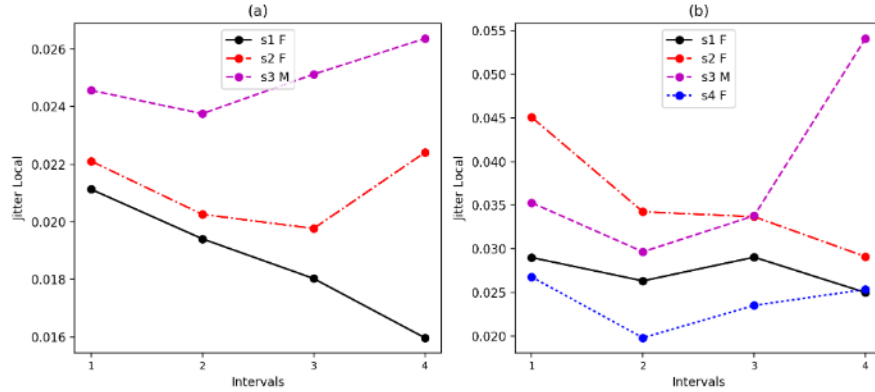 (a)
s1 F
s2 F
s3 M
0.026
0.024
0.022
0.020
0.018
0.016
Jitter Local
1 2 3 4
Intervals
(b)
s1 F
s2 F
s3 M
s4 F
0.055
0.050
0.045
0.040
0.035
0.030
0.025
0.020
Jitter Local
1 2 3 4
Intervals